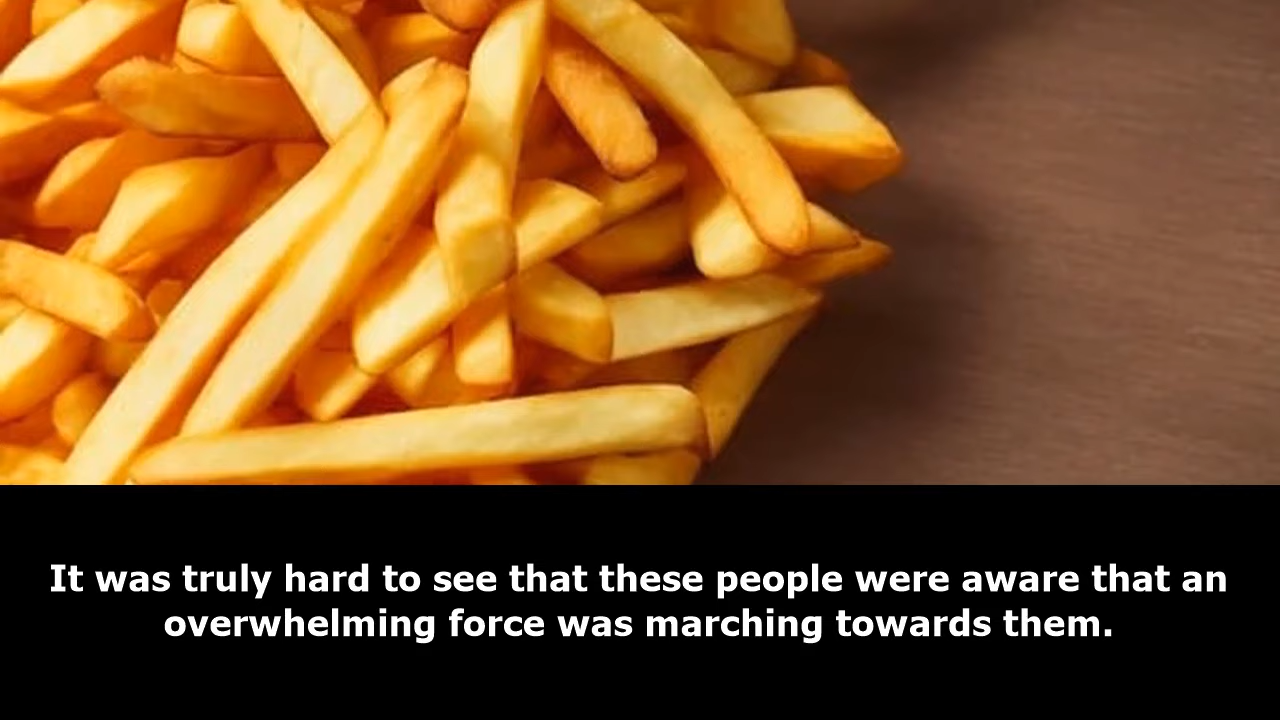 It was truly hard to see that these people were aware that an
overwhelming force was marching towards them.